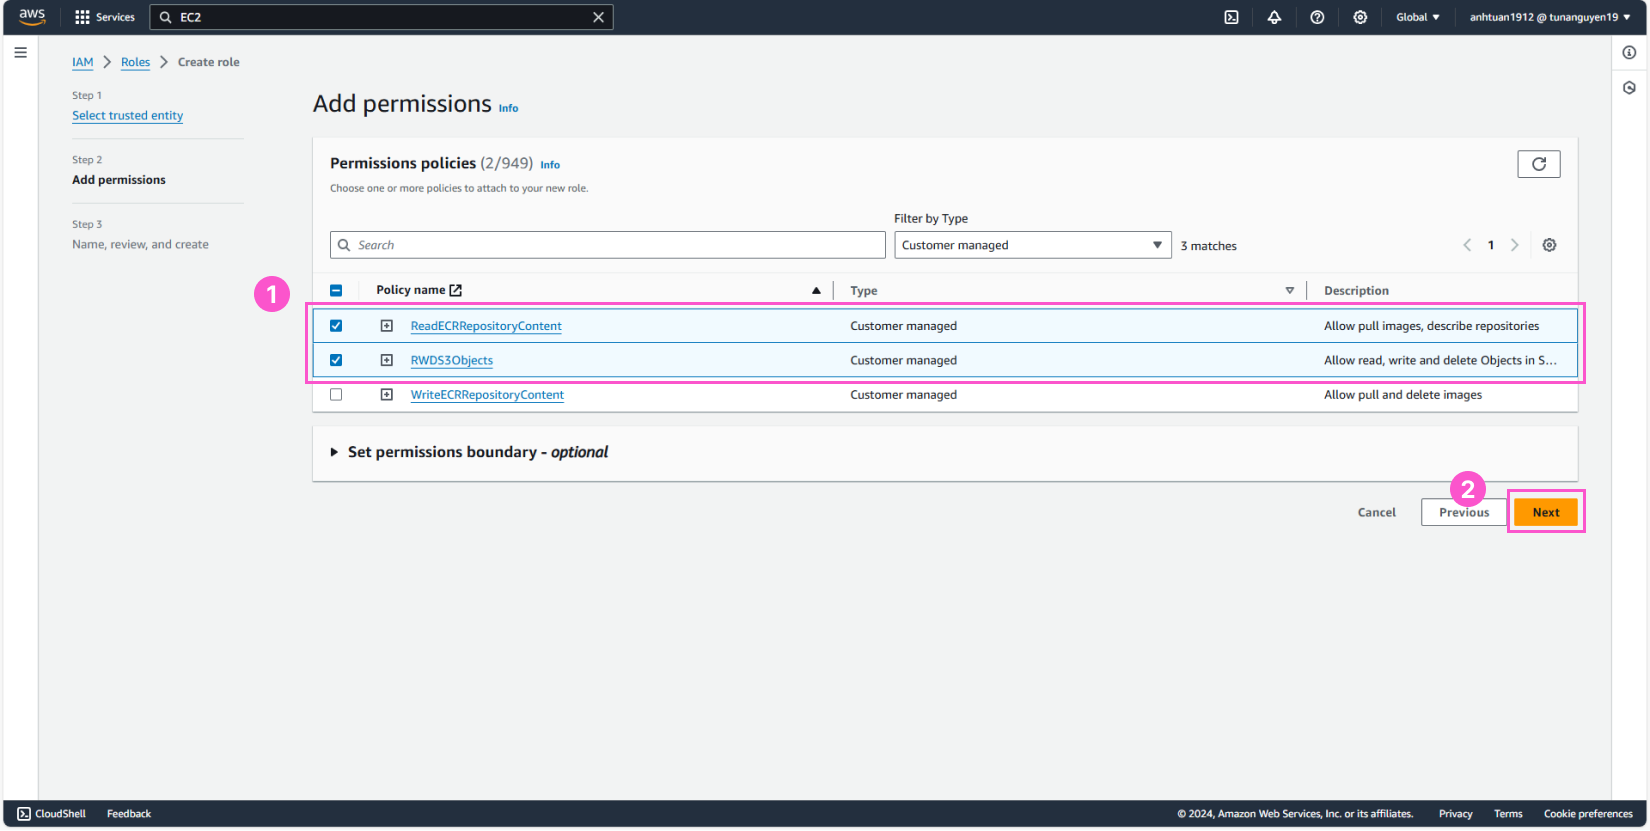 aws Services EC2 Global anhtuan1912 @ tunanguyen19
IAM Roles Create role
Step 1
Select trusted entity
Step 2
Add permissions
Step 3
Name, review, and create
Add permissions Info
Permissions policies (2/949) Info
Choose one or more policies to attach to your new role.
Filter by Type
Search Customer managed 3 matches 1
1
Policy name Type Description
ReadECRRepositoryContent Customer managed Allow pull images, describe repositories
RWDS3Objects Customer managed Allow read, write and delete Objects in S...
WriteECRRepositoryContent Customer managed Allow pull and delete images
Set permissions boundary - optional
2
Cancel Previous Next
CloudShell Feedback © 2024, Amazon Web Services, Inc. or its affiliates. Privacy Terms Cookie preferences